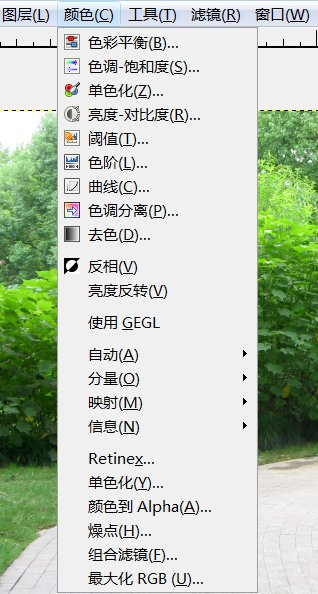 图层(L) 颜色(C) 工具(T) 滤镜(R) 窗口(W)
色彩平衡(B)...
色调-饱和度(S)...
单色化(Z)...
亮度-对比度(R)...
阈值(T)...
色阶(L)...
曲线(C)...
色调分离(P)...
去色(D)...
反相(V)
亮度反转(V)
使用 GEGL
自动(A)
分量(O)
映射(M)
信息(N)
Retinex...
单色化(Y)...
颜色到 Alpha(A)...
燥点(H)...
组合滤镜(F)...
最大化 RGB (U)...